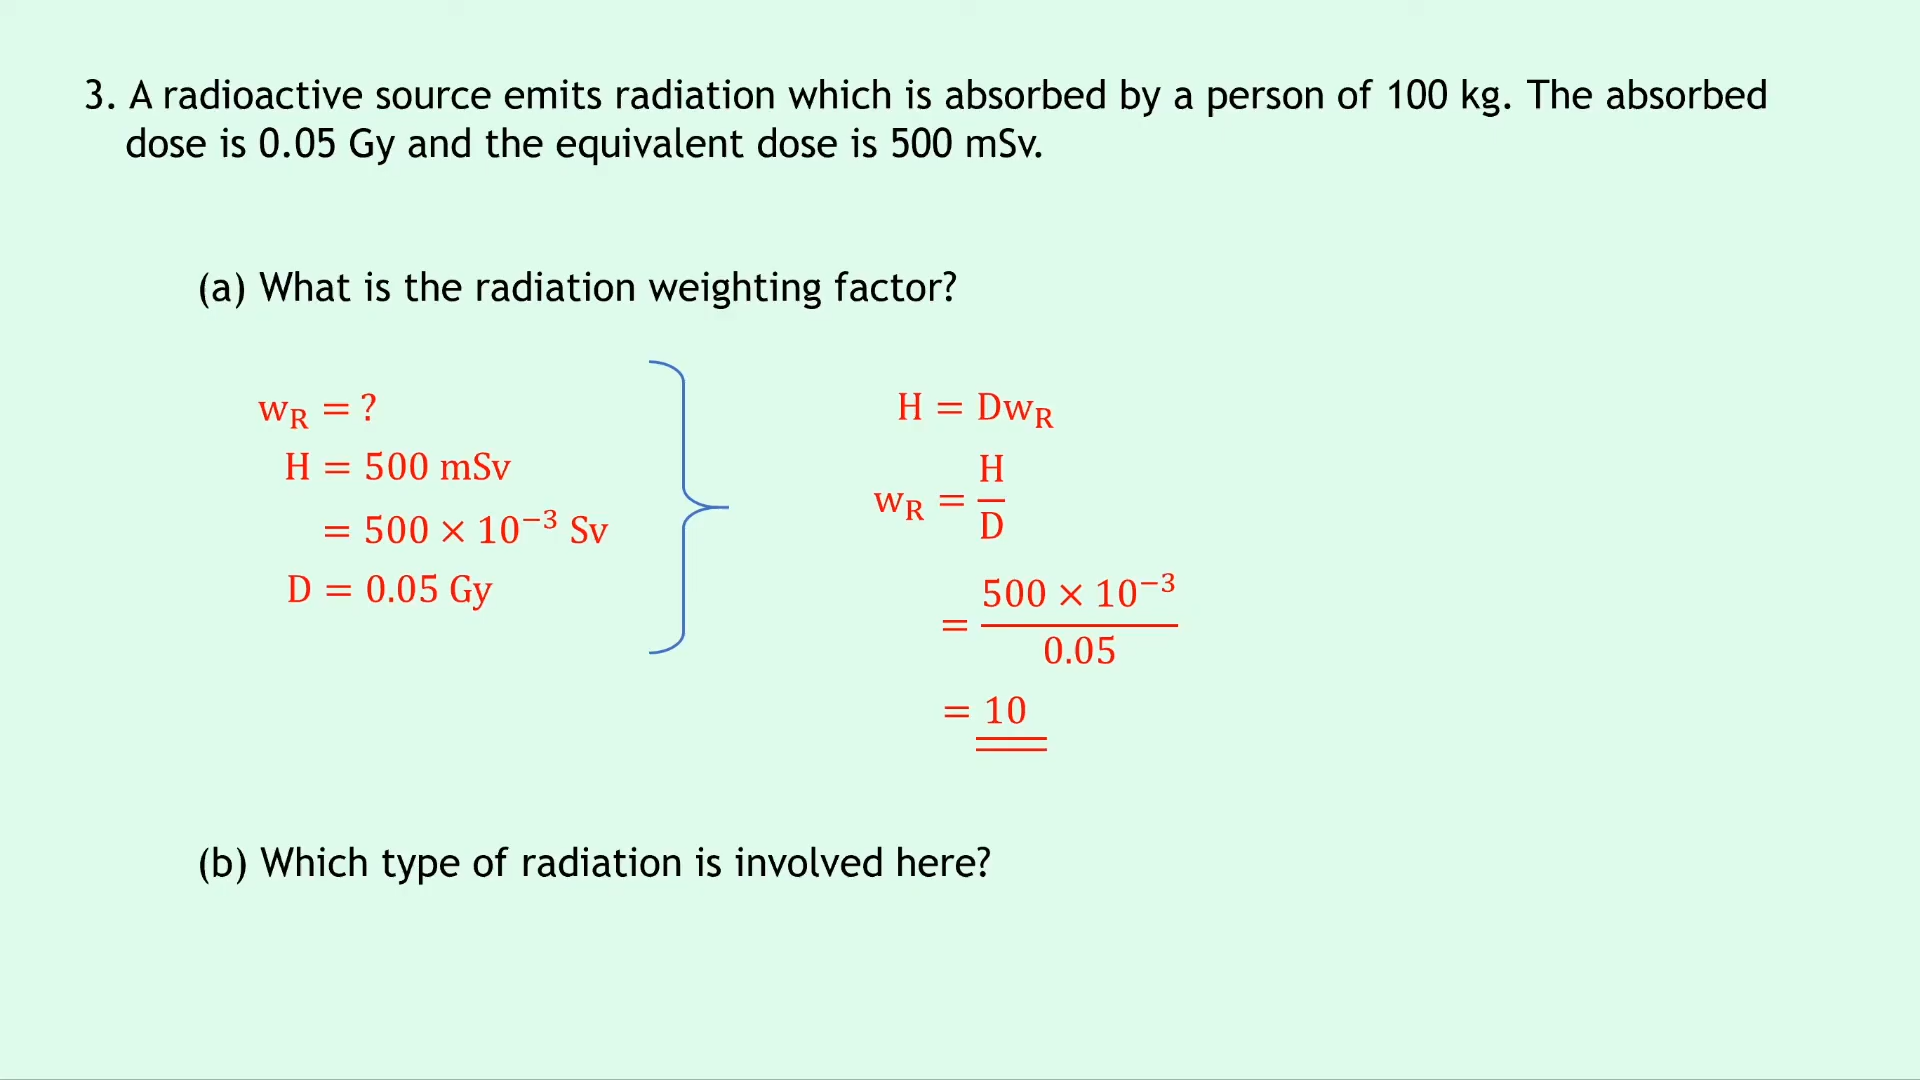 3. A radioactive source emits radiation which is absorbed by a person of 100 kg. The absorbed
dose is 0.05 Gy and the equivalent dose is 500 mSv.
(a) What is the radiation weighting factor?
w_R = ?
H = 500 mSv
= 500 × 10⁻³ Sv
D = 0.05 Gy
H = Dw_R
w_R = H/D
= 500 × 10⁻³ / 0.05
= 10
(b) Which type of radiation is involved here?